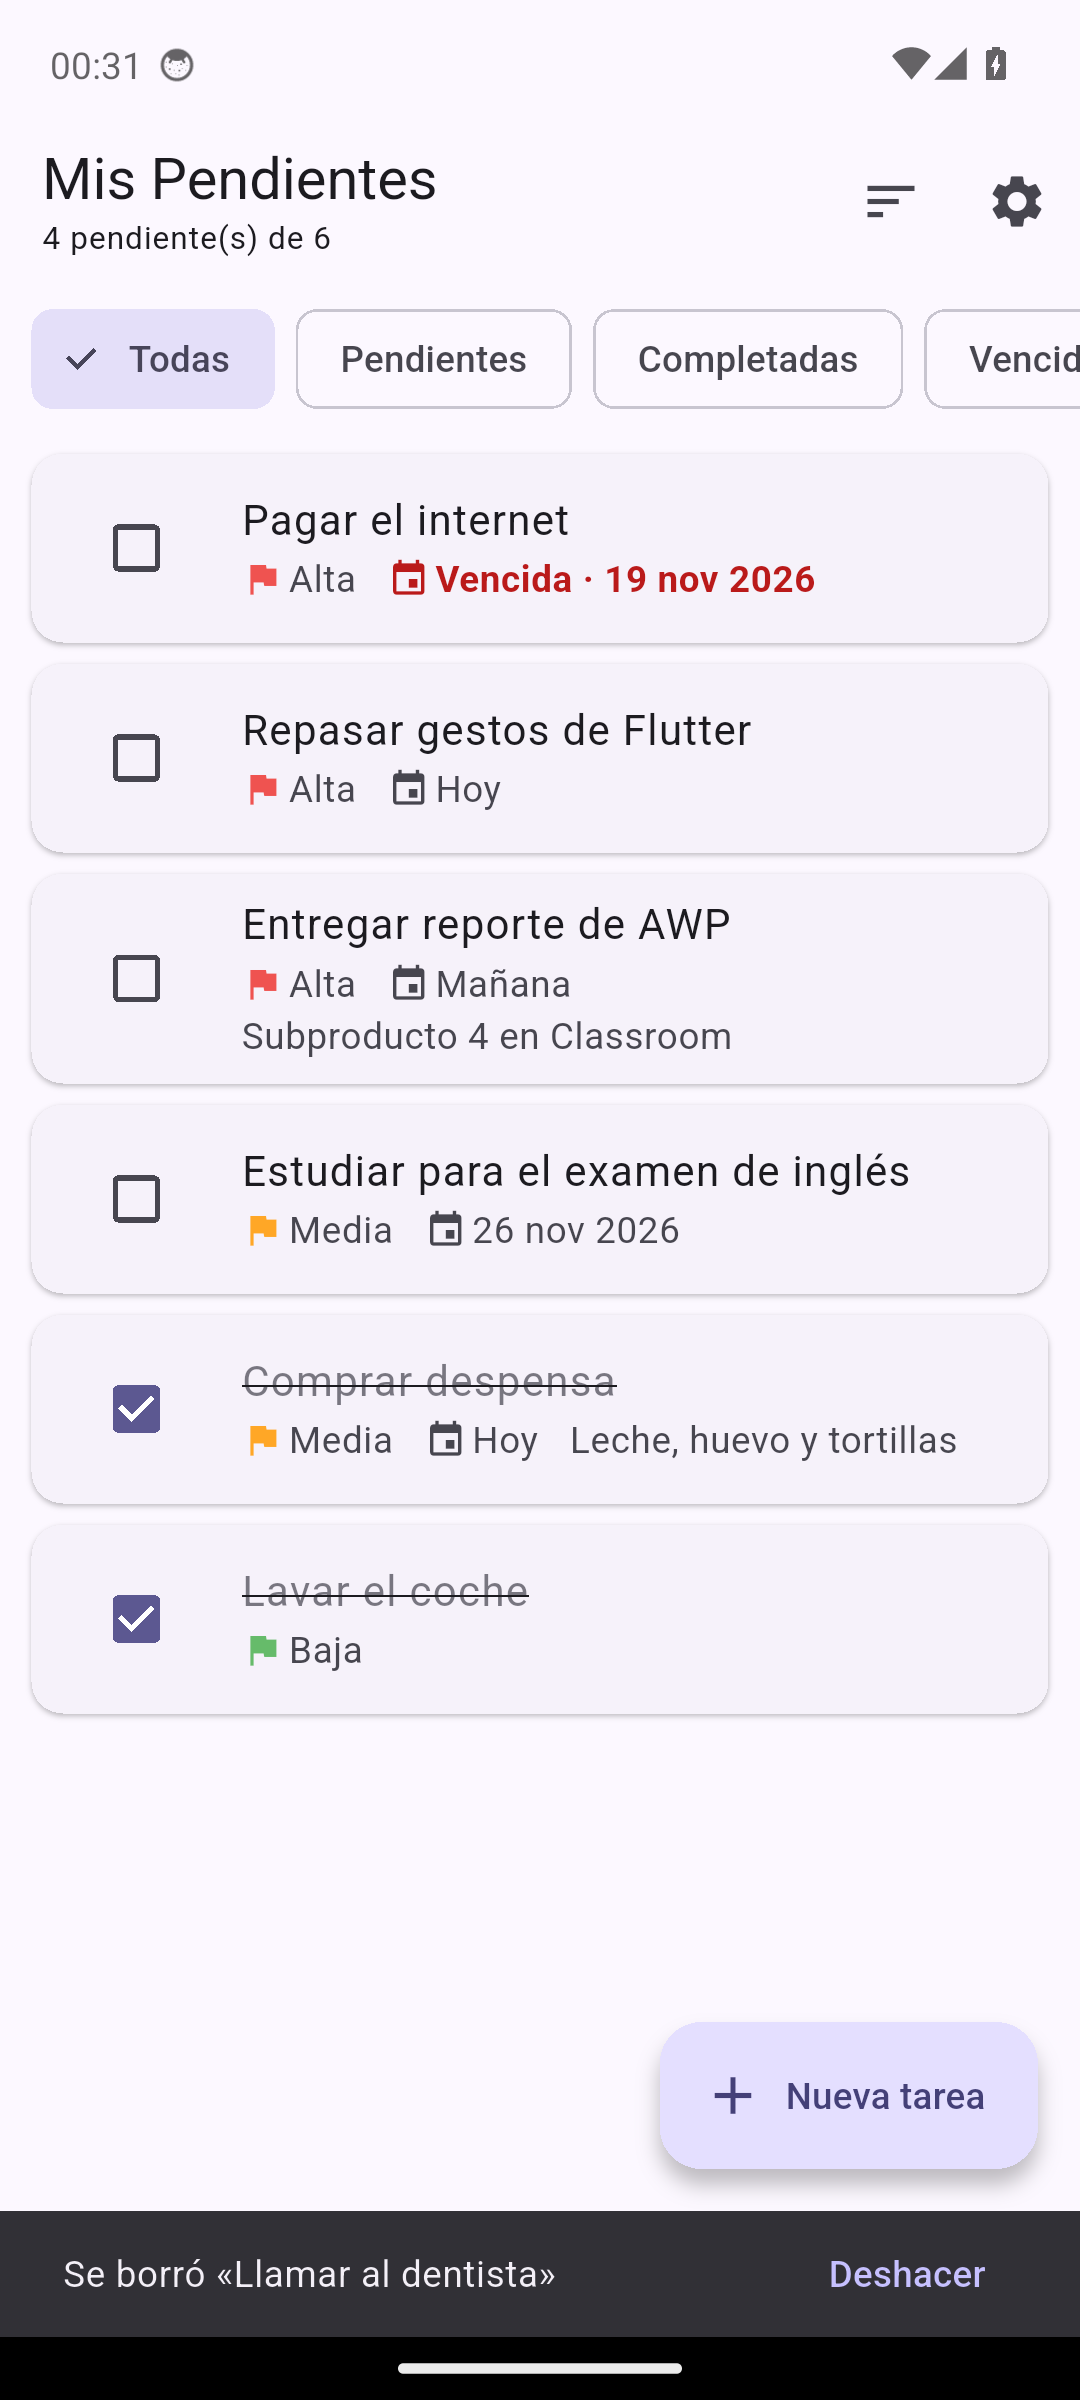 00:31
Mis Pendientes
4 pendiente(s) de 6
Todas
Pendientes
Completadas
Vencid
Pagar el internet
Alta
Vencida · 19 nov 2026
Repasar gestos de Flutter
Alta
Hoy
Entregar reporte de AWP
Alta
Mañana
Subproducto 4 en Classroom
Estudiar para el examen de inglés
Media
26 nov 2026
Comprar despensa
Media
Hoy
Leche, huevo y tortillas
Lavar el coche
Baja
Nueva tarea
Se borró «Llamar al dentista»
Deshacer